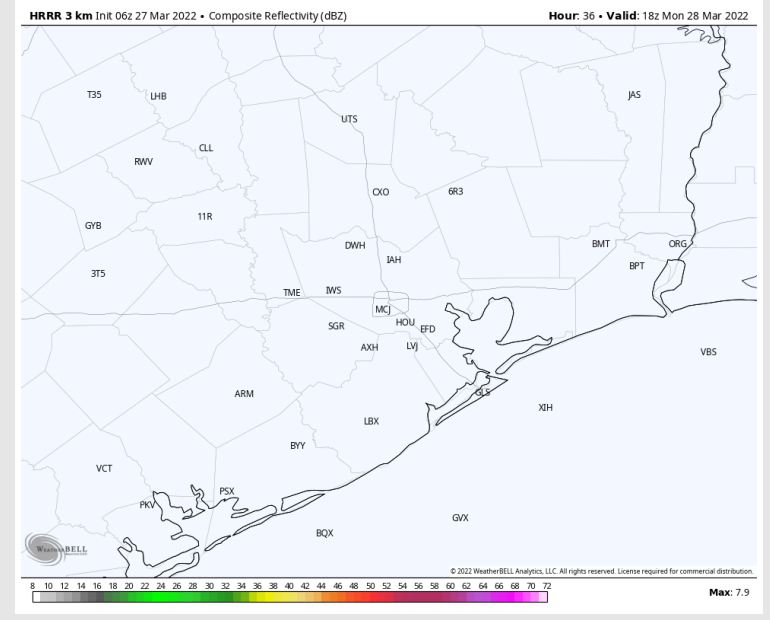 HRRR 3 km Init 06z 27 Mar 2022 • Composite Reflectivity (dBZ) Hour: 36 • Valid: 18z Mon 28 Mar 2022
T35
LHB
JAS
UTS
CLL
RWV
CXO
6R3
11R
GYB
DWH
BMT
ORG
IAH
BPT
3T5
TME
IWS
MCJ
HOU
SGR
EFD
AXH
LVJ
VBS
GLS
ARM
XIH
LBX
BYY
VCT
PSX
PKV
GVX
BQX
WeatherBELL
© 2022 WeatherBELL Analytics, LLC. All rights reserved. License required for commercial distribution.
8 10 12 14 16 18 20 22 24 26 28 30 32 34 36 38 40 42 44 46 48 50 52 54 56 58 60 62 64 66 68 70 72
Max: 7.9